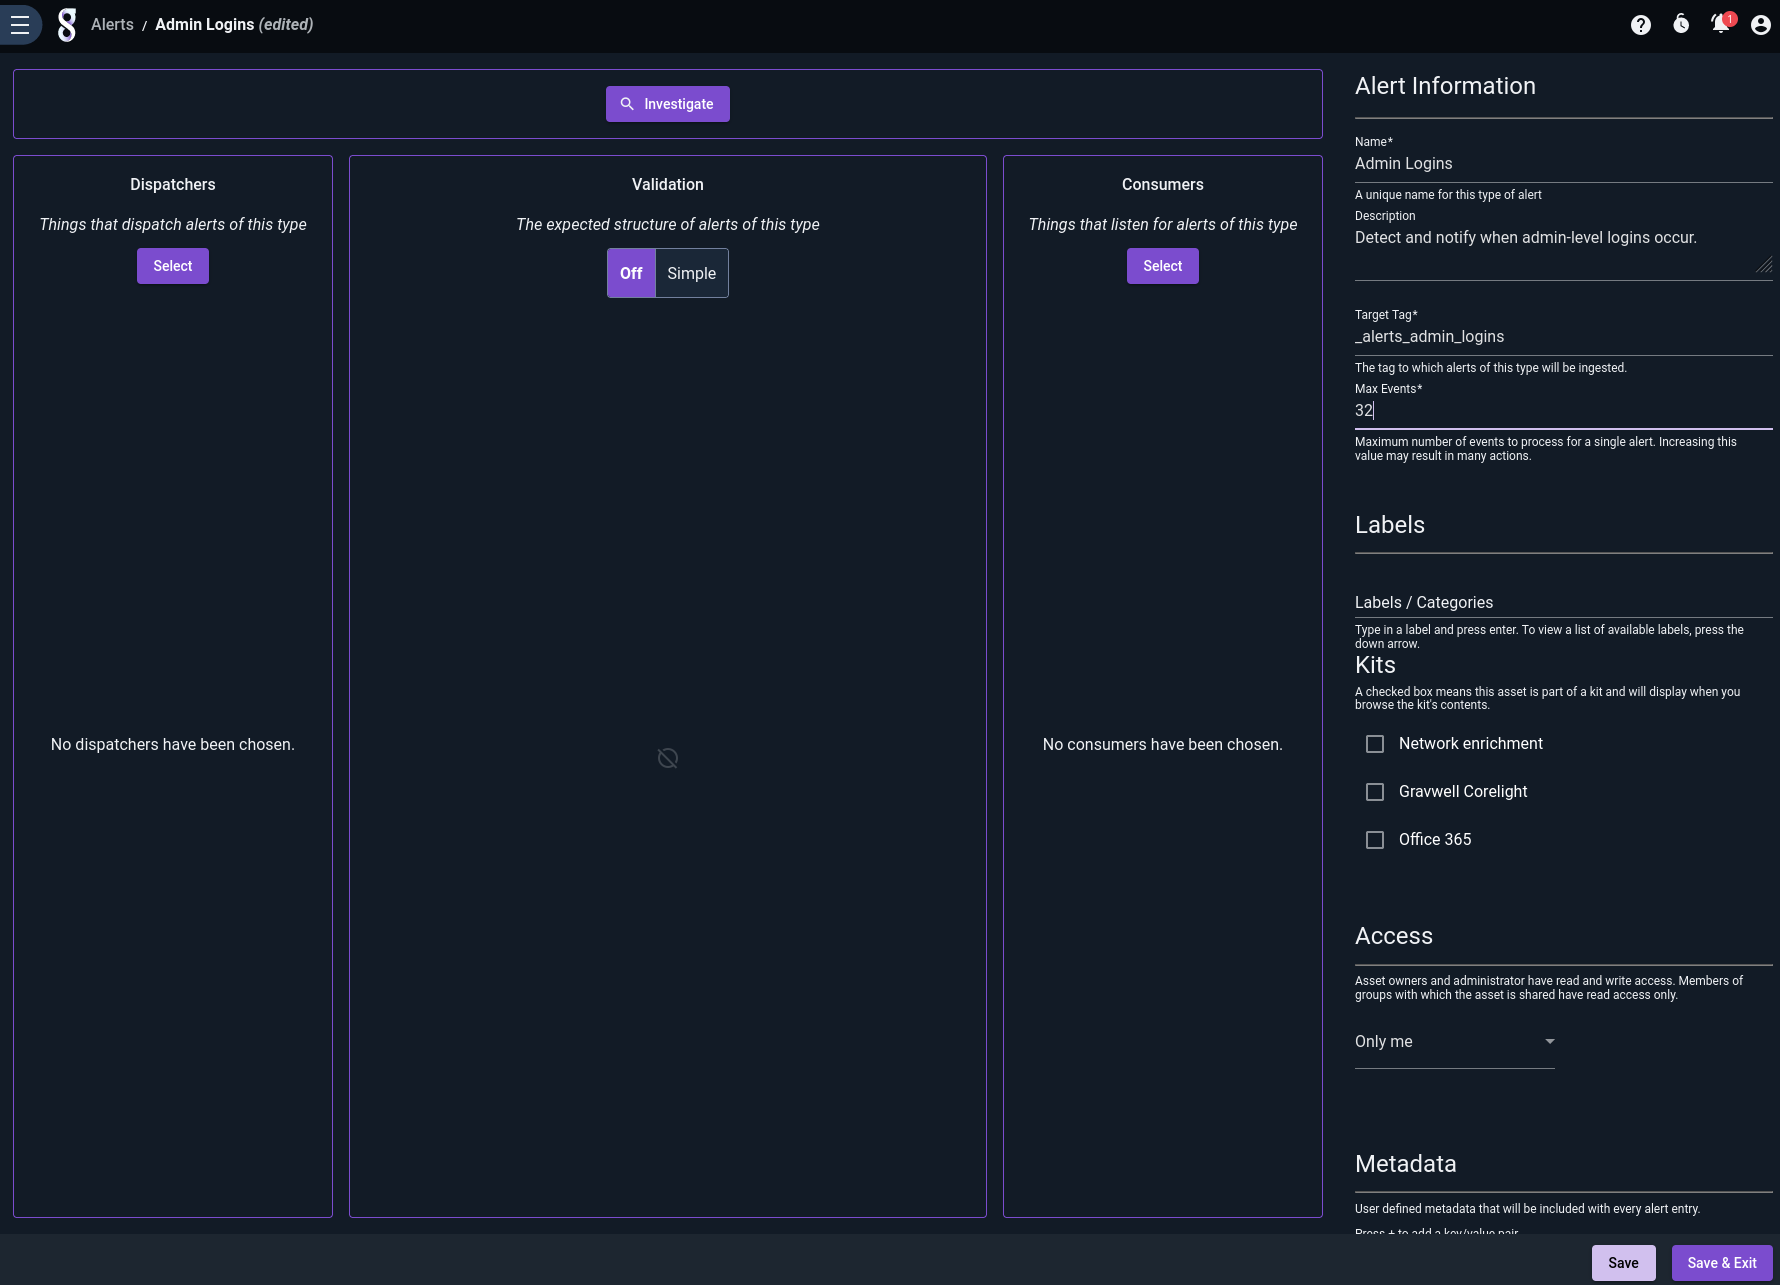 Alerts / Admin Logins (edited)
1
Investigate
Dispatchers
Things that dispatch alerts of this type
Select
No dispatchers have been chosen.
Validation
The expected structure of alerts of this type
Off Simple
Consumers
Things that listen for alerts of this type
Select
No consumers have been chosen.
Alert Information
Name*
Admin Logins
A unique name for this type of alert
Description
Detect and notify when admin-level logins occur.
Target Tag*
_alerts_admin_logins
The tag to which alerts of this type will be ingested.
Max Events*
32
Maximum number of events to process for a single alert. Increasing this
value may result in many actions.
Labels
Labels / Categories
Type in a label and press enter. To view a list of available labels, press the
down arrow.
Kits
A checked box means this asset is part of a kit and will display when you
browse the kit's contents.
Network enrichment
Gravwell Corelight
Office 365
Access
Asset owners and administrator have read and write access. Members of
groups with which the asset is shared have read access only.
Only me
Metadata
User defined metadata that will be included with every alert entry.
Press + to add a key/value pair
Save
Save & Exit